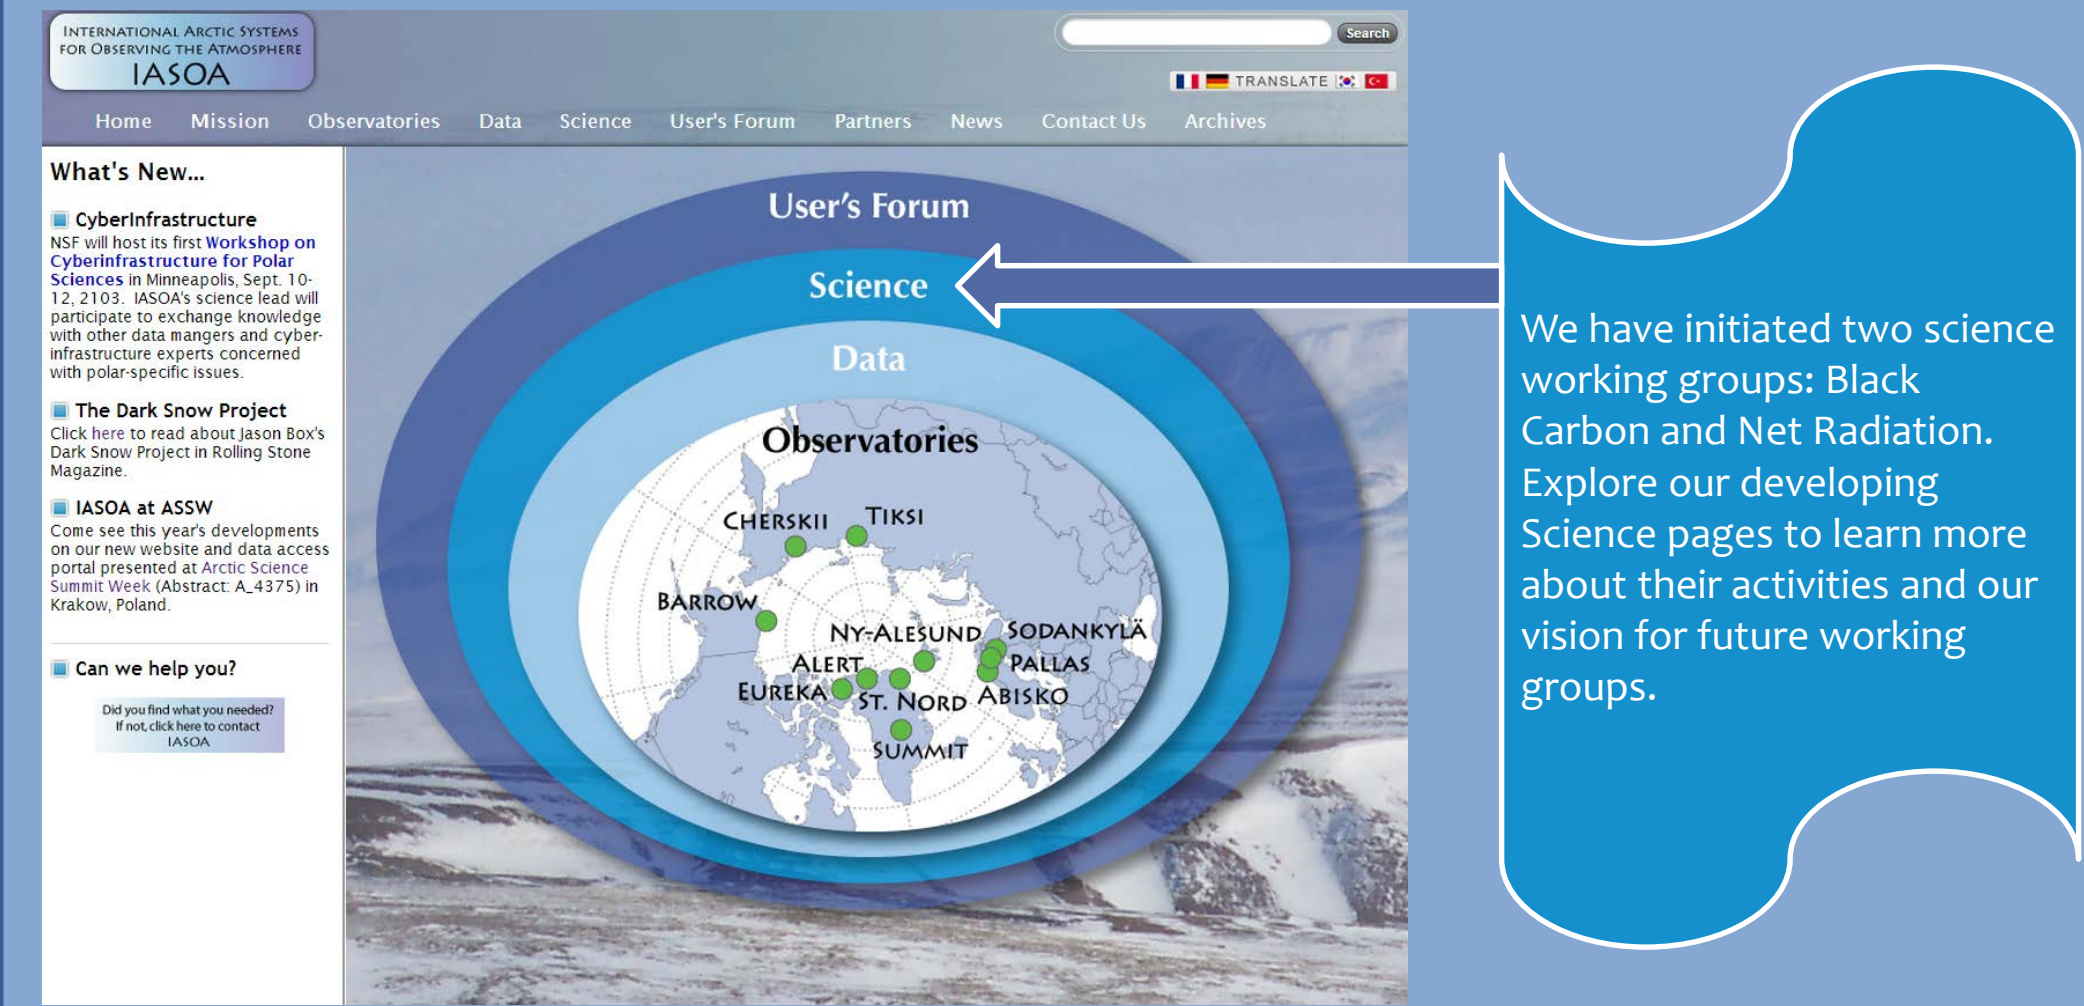 INTERNATIONAL ARCTIC SYSTEMS
FOR OBSERVING THE ATMOSPHERE
IASOA
Search
TRANSLATE
Home Mission Observatories Data Science User's Forum Partners News Contact Us Archives
What's New...
CyberInfrastructure
NSF will host its first Workshop on
Cyberinfrastructure for Polar
Sciences in Minneapolis, Sept. 10-
12, 2103. IASOA's science lead will
participate to exchange knowledge
with other data mangers and cyber-
infrastructure experts concerned
with polar-specific issues.
The Dark Snow Project
Click here to read about Jason Box's
Dark Snow Project in Rolling Stone
Magazine.
IASOA at ASSW
Come see this year's developments
on our new website and data access
portal presented at Arctic Science
Summit Week (Abstract: A_4375) in
Krakow, Poland.
Can we help you?
Did you find what you needed?
If not, click here to contact
IASOA
User's Forum
Science
Data
Observatories
CHERSKII
TIKSI
BARROW
NY-ALESUND
SODANKYLÄ
ALERT
PALLAS
EUREKA
ST. NORD
ABISKO
SUMMIT
We have initiated two science
working groups: Black
Carbon and Net Radiation.
Explore our developing
Science pages to learn more
about their activities and our
vision for future working
groups.